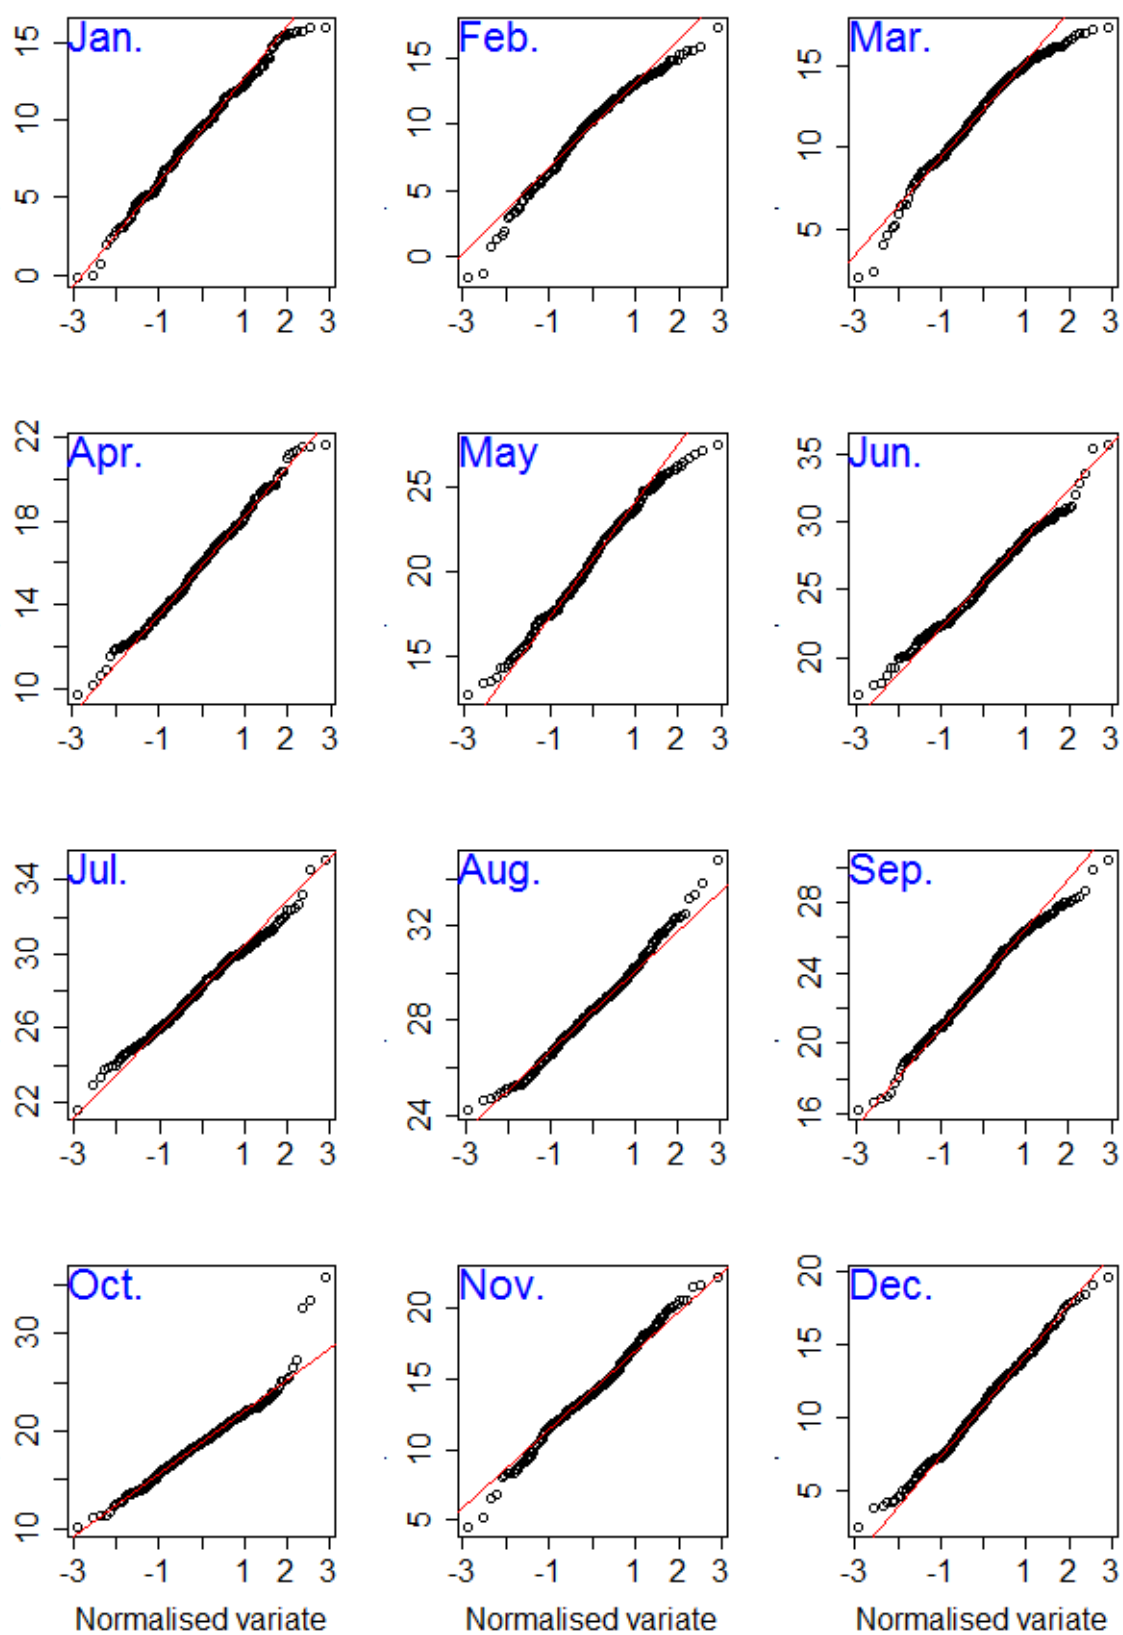 Jan. Feb. Mar.
15 10 5 0
15 10 5 0
15 10 5
-3 -1 1 2 3 -3 -1 1 2 3 -3 -1 1 2 3
Apr. May Jun.
22 18 14 10
25 20 15
35 30 25 20
-3 -1 1 2 3 -3 -1 1 2 3 -3 -1 1 2 3
Jul. Aug. Sep.
34 30 26 22
32 28 24
28 24 20 16
-3 -1 1 2 3 -3 -1 1 2 3 -3 -1 1 2 3
Oct. Nov. Dec.
30 20 10
20 15 10 5
20 15 10 5
-3 -1 1 2 3 -3 -1 1 2 3 -3 -1 1 2 3
Normalised variate Normalised variate Normalised variate